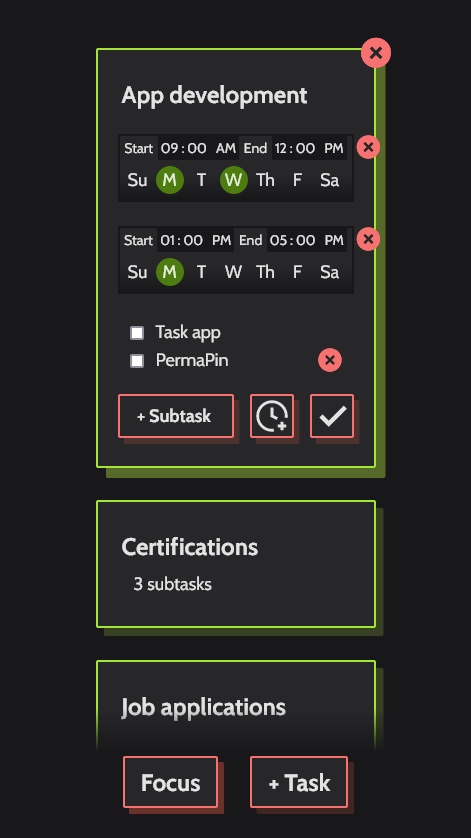 App development
Start 09:00 AM End 12:00 PM
Su M T W Th F Sa
Start 01:00 PM End 05:00 PM
Su M T W Th F Sa
Task app
PermaPin
+ Subtask
Certifications
3 subtasks
Job applications
Focus + Task